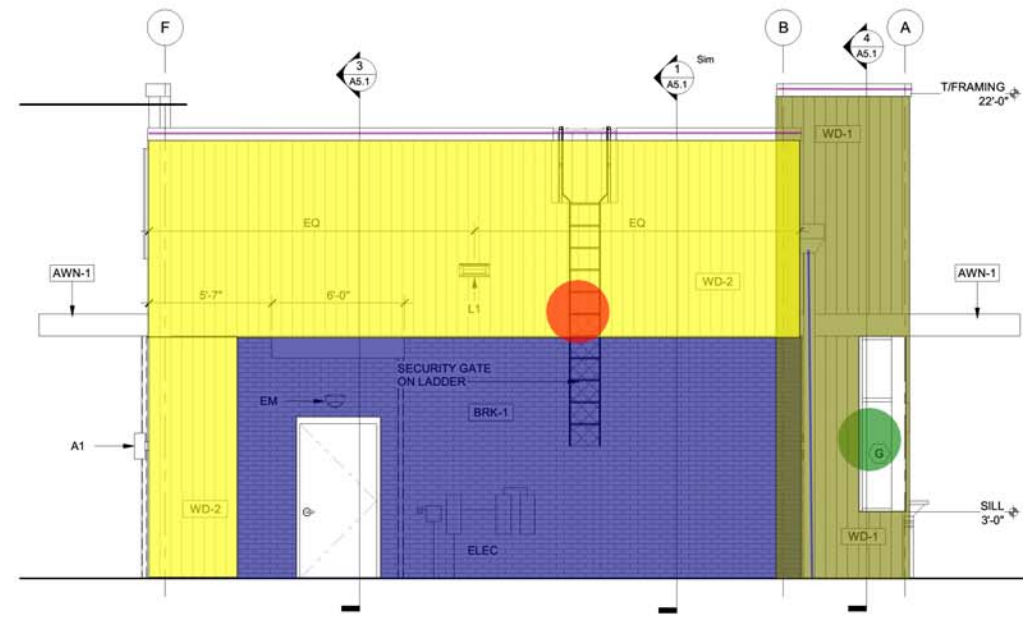 F
B
A
3
A5.1
1
A5.1
Sim
4
A5.1
T/FRAMING
22'-0"
WD-1
EQ
EQ
AWN-1
5'-7"
6'-0"
L1
WD-2
AWN-1
SECURITY GATE
ON LADDER
EM
BRK-1
A1
G
WD-2
ELEC
SILL
3'-0"
WD-1